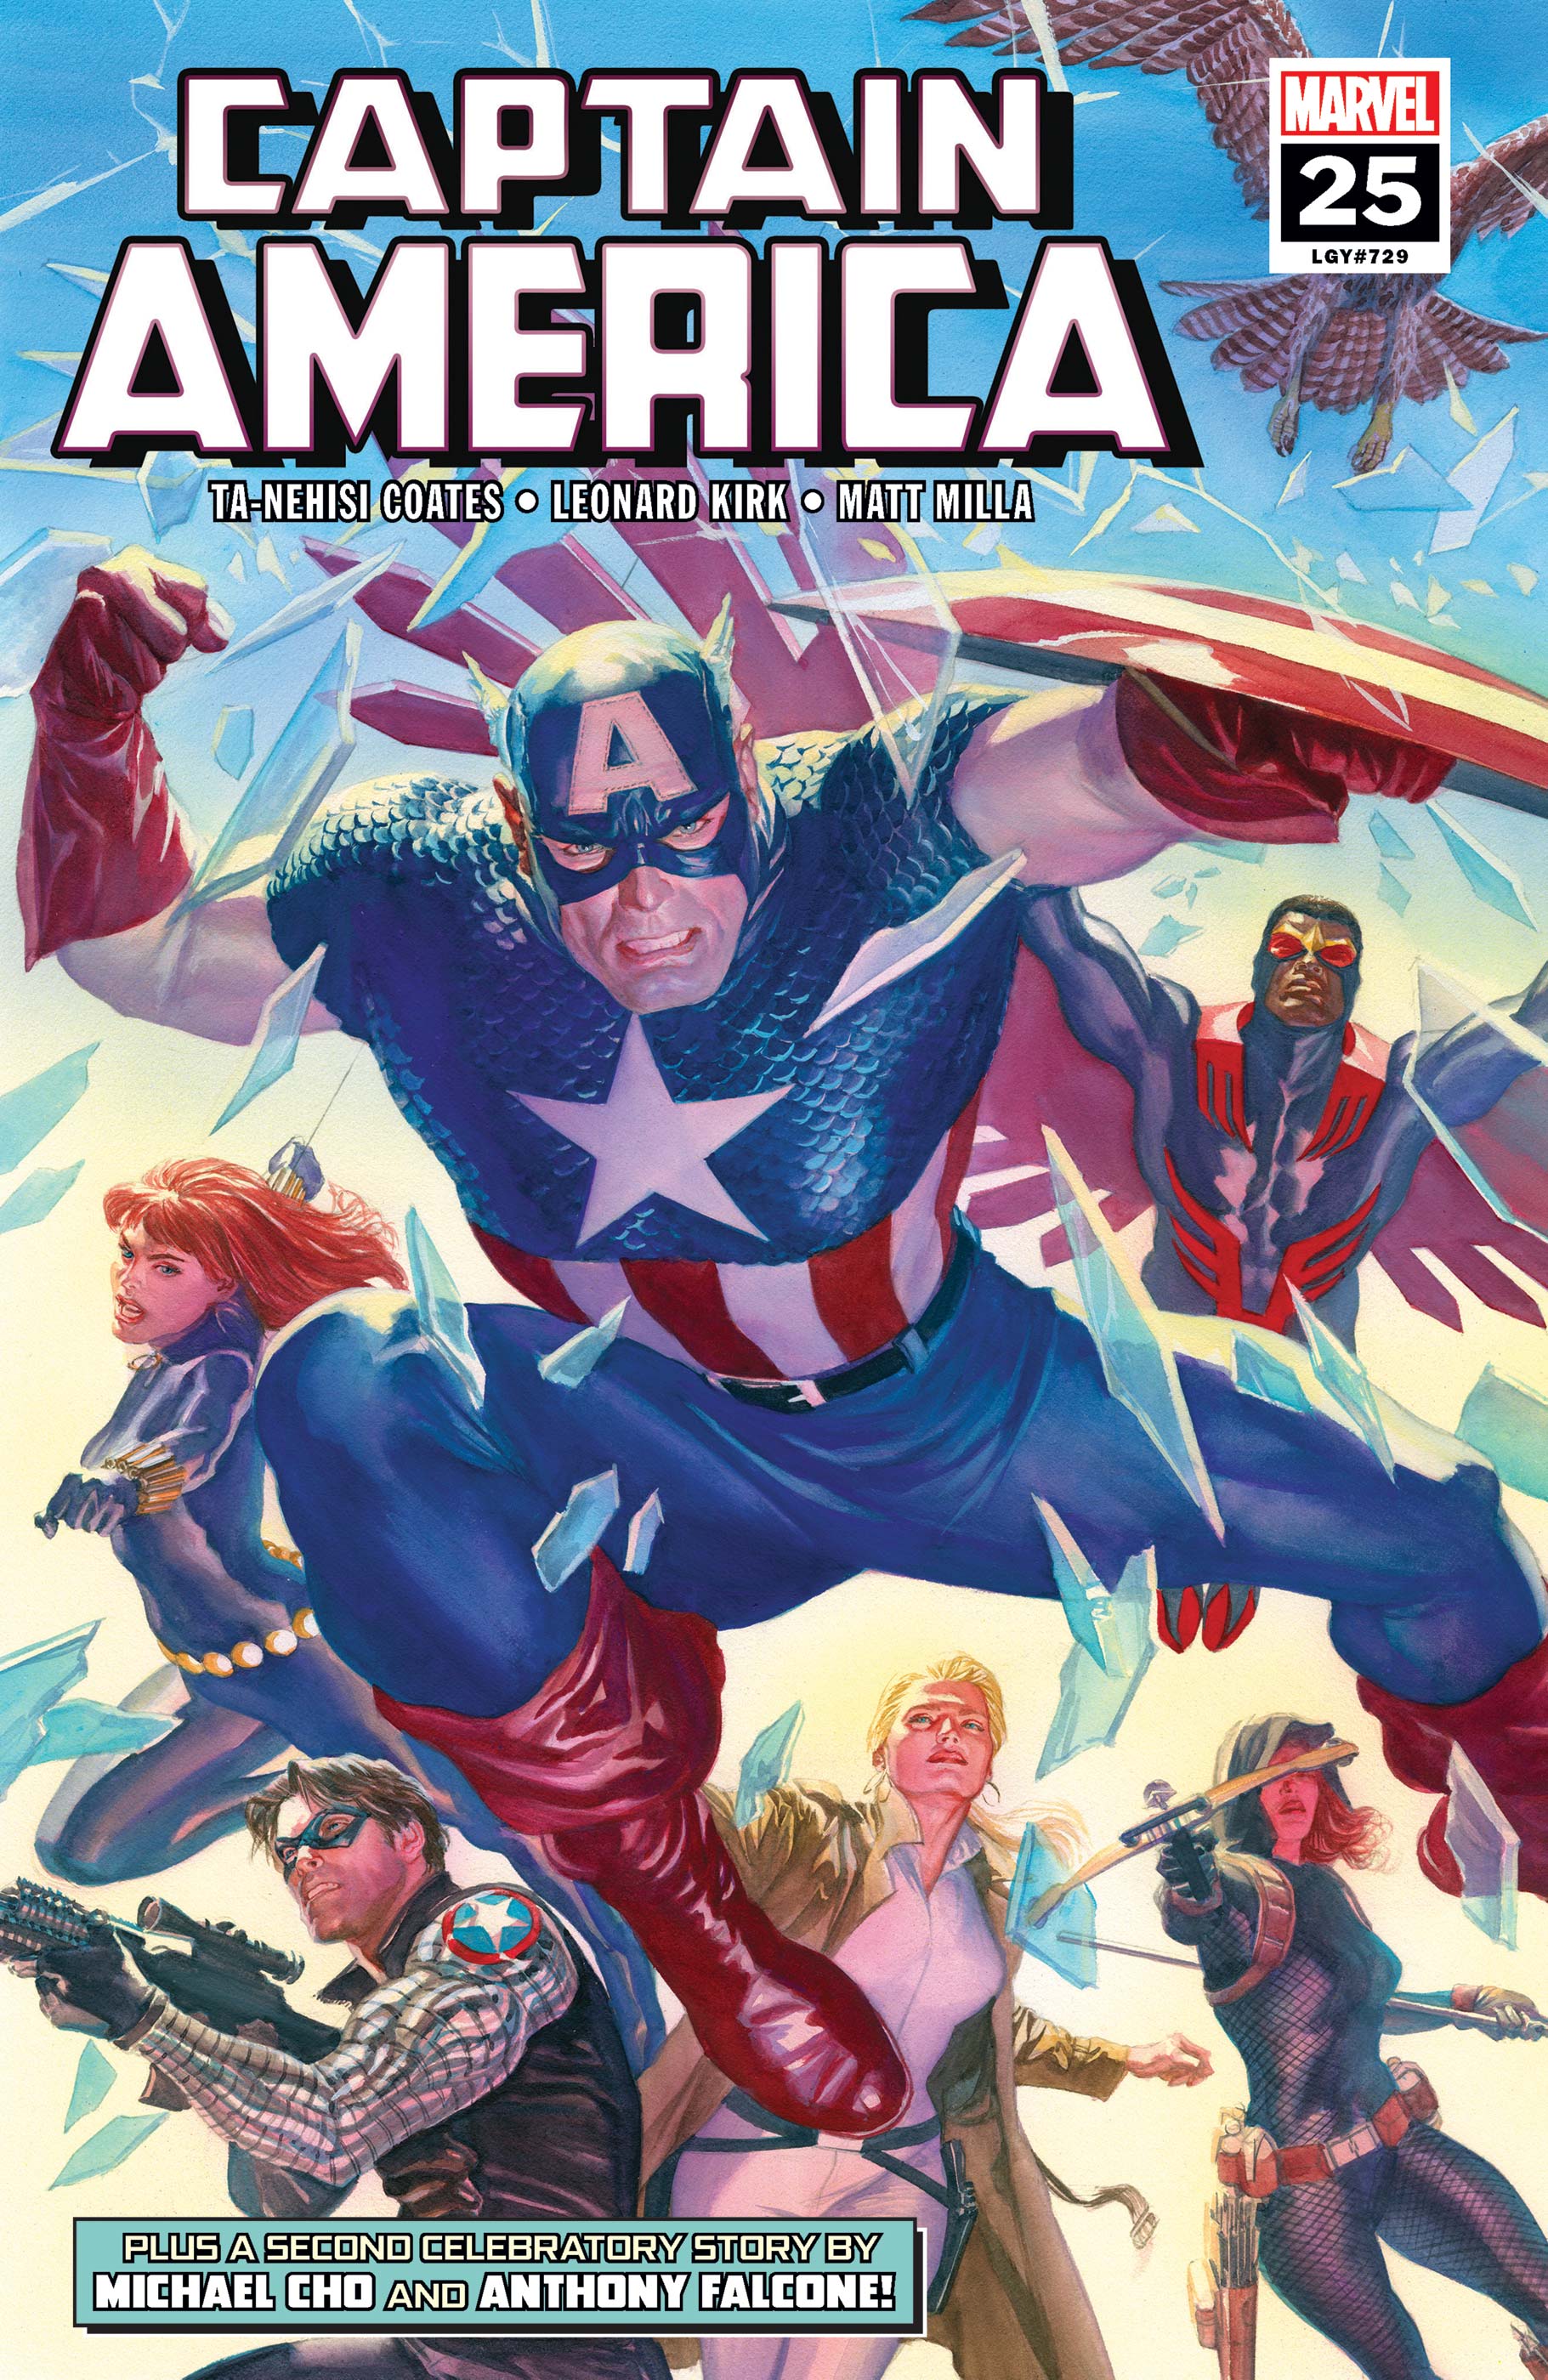 CAPTAIN
AMERICA
MARVEL
25
LGY#729
TA-NEHISI COATES • LEONARD KIRK • MATT MILLA
A
PLUS A SECOND CELEBRATORY STORY BY
MICHAEL CHO AND ANTHONY FALCONE!